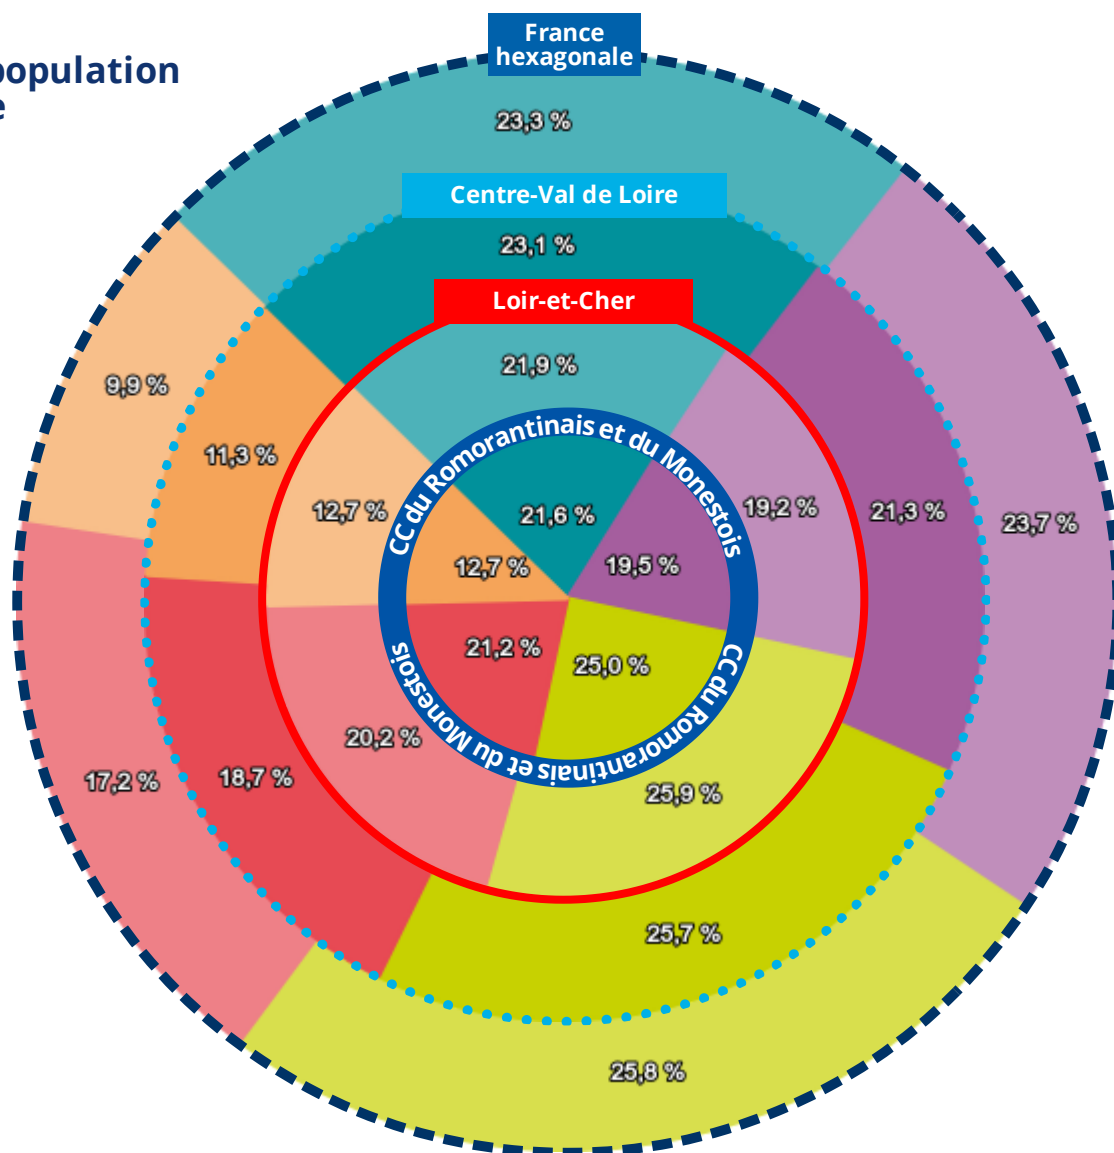 population
e
France
hexagonale
23,3 %
Centre-Val de Loire
23,1 %
Loir-et-Cher
21,9 %
9,9 %
11,3 %
12,7 %
CC du Romorantinais et du Monestois
21,6 %
12,7 %
19,5 %
19,2 %
21,3 %
23,7 %
21,2 %
25,0 %
CC du Romorantinais et du Monestois
20,2 %
18,7 %
17,2 %
25,9 %
25,7 %
25,8 %